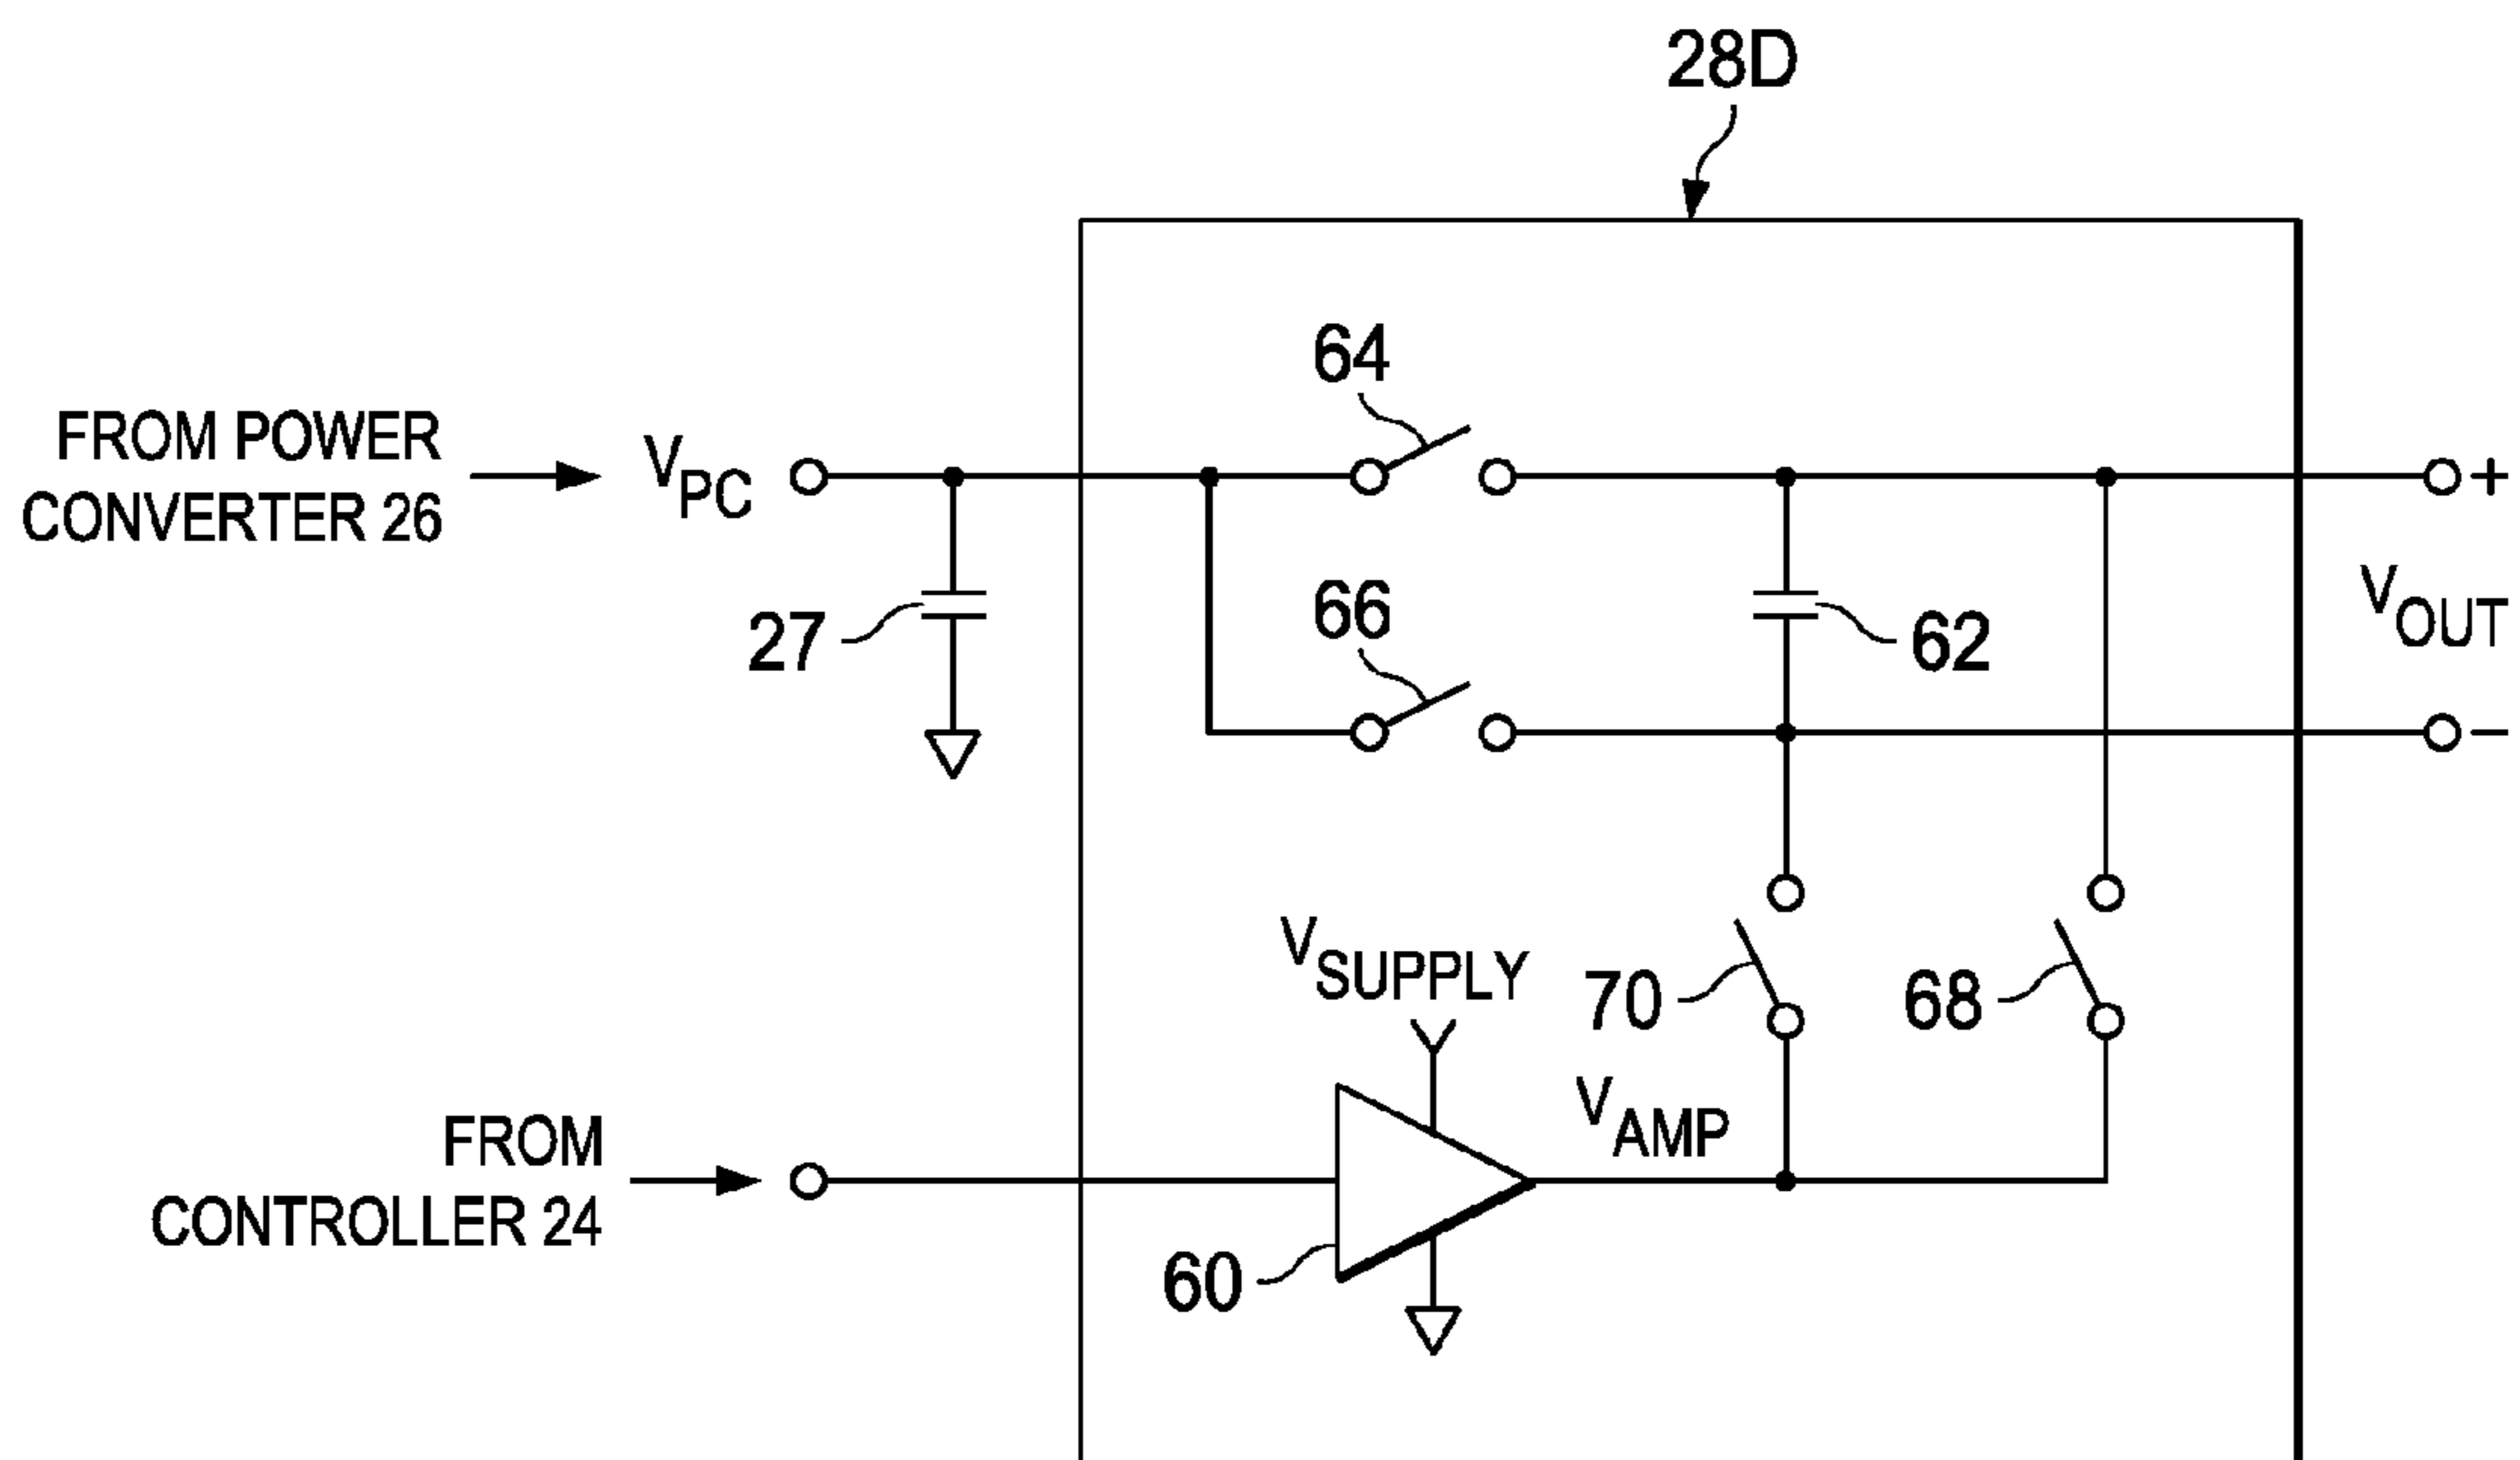 28D
64
FROM POWER
CONVERTER 26
VPC
+
66
27
62
VOUT
−
VSUPPLY
70
68
VAMP
FROM
CONTROLLER 24
60